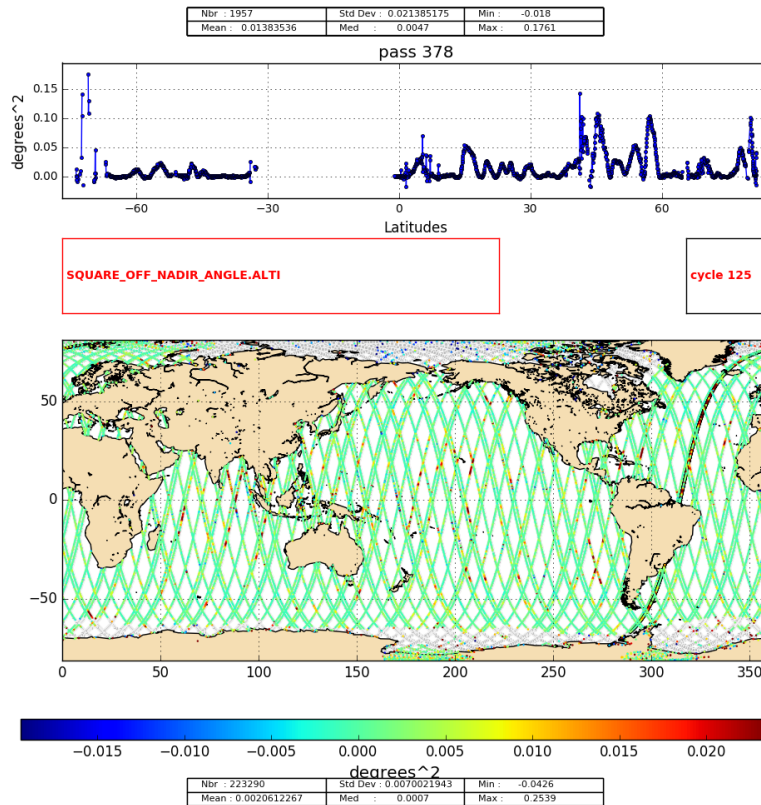 Nbr : 1957 Std Dev : 0.021385175 Min : -0.018
Mean : 0.01383536 Med : 0.0047 Max : 0.1761
pass 378
degrees^2
0.15
0.10
0.05
0.00
−60 −30 0 30 60
Latitudes
SQUARE_OFF_NADIR_ANGLE.ALTI cycle 125
50
0
−50
0 50 100 150 200 250 300 350
−0.015 −0.010 −0.005 0.000 0.005 0.010 0.015 0.020
degrees^2
Nbr : 223290 Std Dev : 0.0070021943 Min : -0.0426
Mean : 0.0020612267 Med : 0.0007 Max : 0.2539